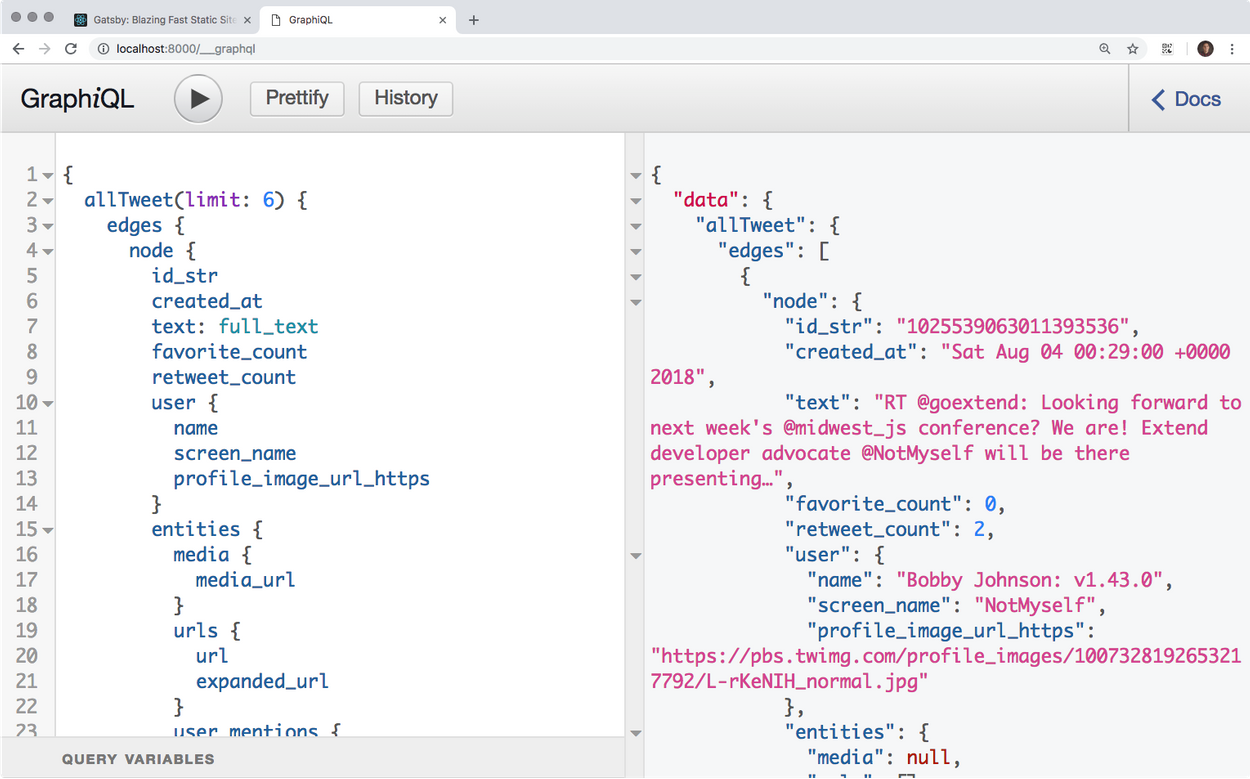 Gatsby: Blazing Fast Static Site
GraphiQL
localhost:8000/___graphql
GraphiQL
Prettify
History
Docs
1 {
2 allTweet(limit: 6) {
3 edges {
4 node {
5 id_str
6 created_at
7 text: full_text
8 favorite_count
9 retweet_count
10 user {
11 name
12 screen_name
13 profile_image_url_https
14 }
15 entities {
16 media {
17 media_url
18 }
19 urls {
20 url
21 expanded_url
22 }
23 user_mentions {
QUERY VARIABLES
{
"data": {
"allTweet": {
"edges": [
{
"node": {
"id_str": "1025539063011393536",
"created_at": "Sat Aug 04 00:29:00 +0000
2018",
"text": "RT @goextend: Looking forward to
next week's @midwest_js conference? We are! Extend
developer advocate @NotMyself will be there
presenting…",
"favorite_count": 0,
"retweet_count": 2,
"user": {
"name": "Bobby Johnson: v1.43.0",
"screen_name": "NotMyself",
"profile_image_url_https":
"https://pbs.twimg.com/profile_images/100732819265321
7792/L-rKeNIH_normal.jpg"
},
"entities": {
"media": null,